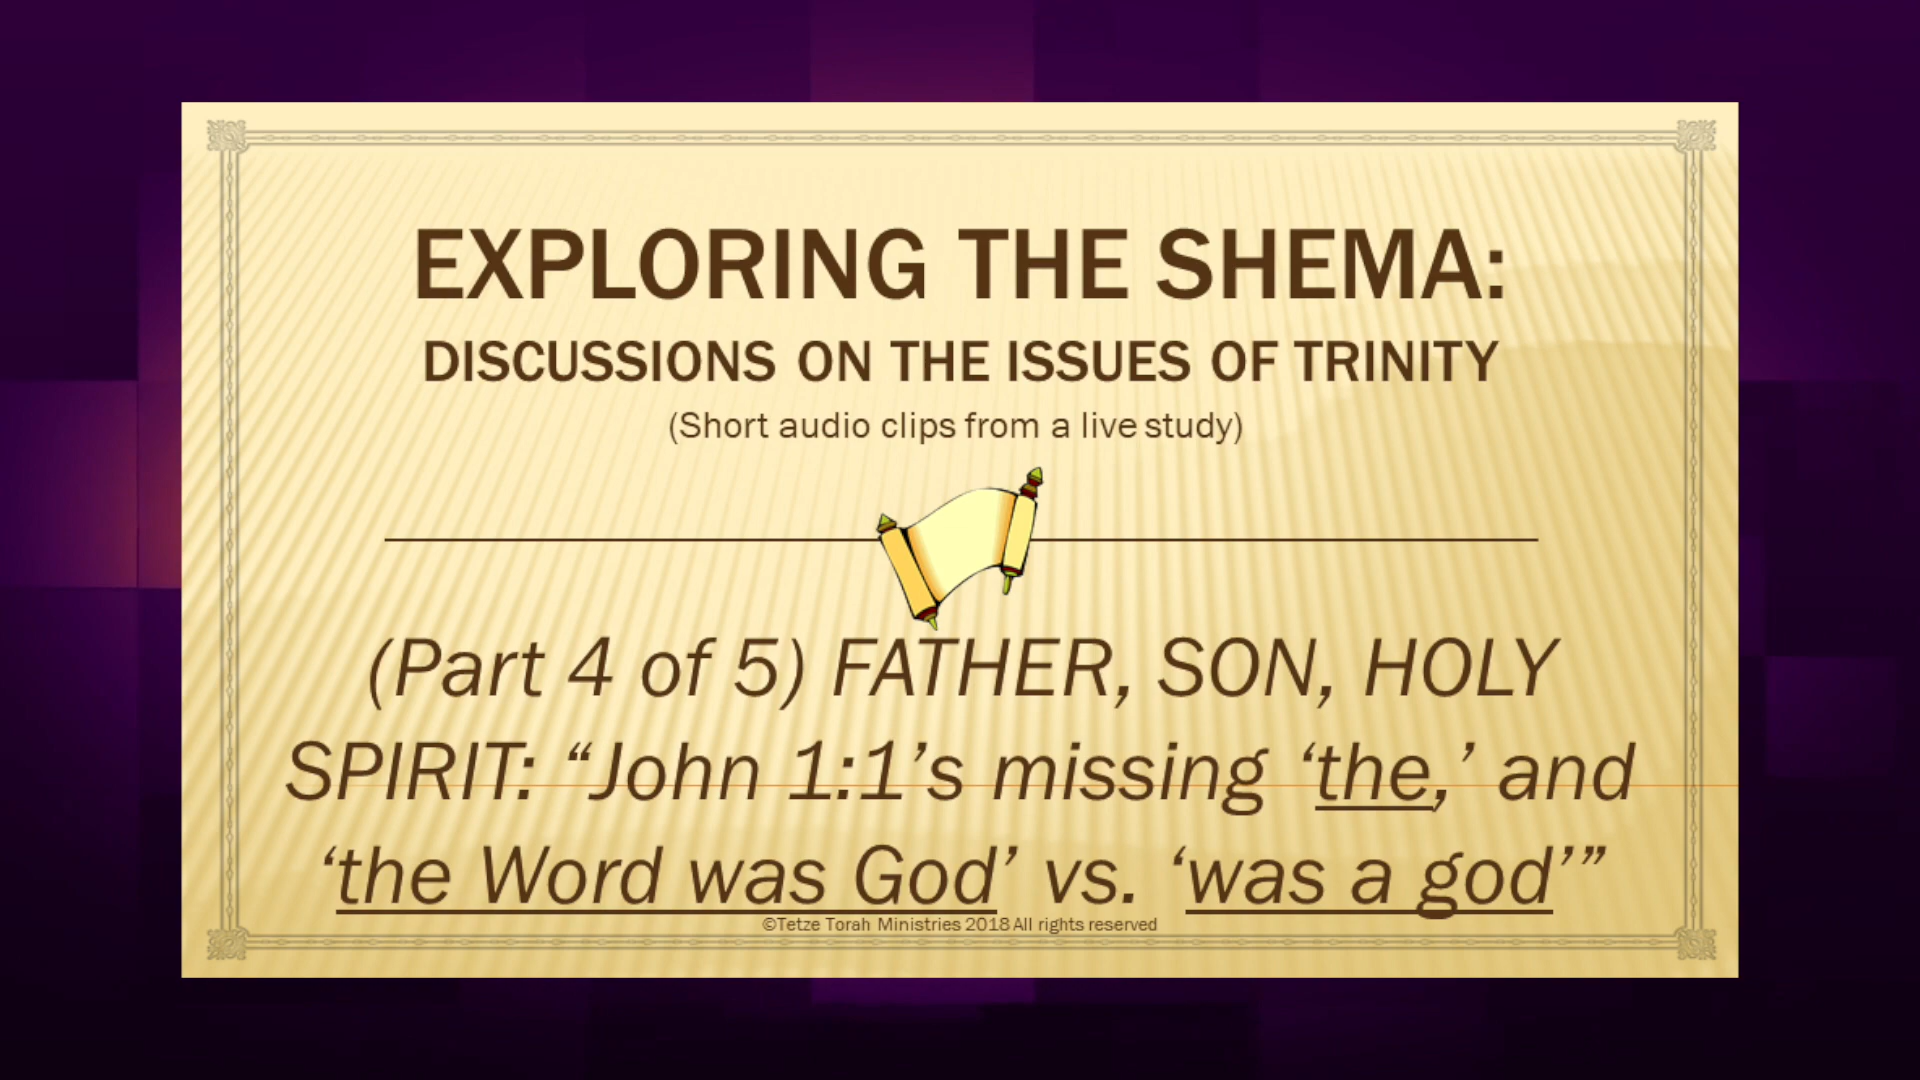 EXPLORING THE SHEMA:
DISCUSSIONS ON THE ISSUES OF TRINITY
(Short audio clips from a live study)
(Part 4 of 5) FATHER, SON, HOLY
SPIRIT: “John 1:1’s missing ‘the,’ and
‘the Word was God’ vs. ‘was a god’”
©Tetze Torah Ministries 2018 All rights reserved